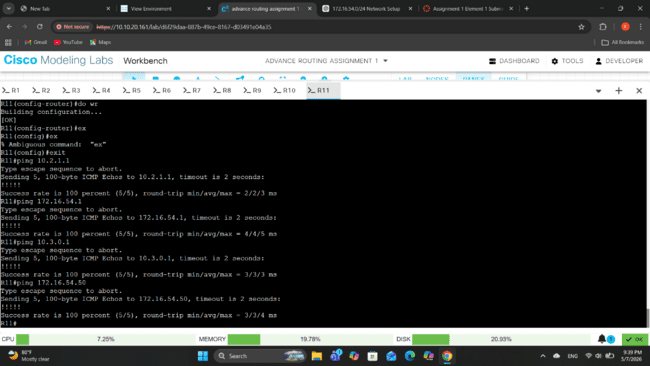 New Tab
View Environment
advance routing assignment 1
172.16.54.0/24 Network Setup
Assignment 1 Element 1 Submi
Not secure https://10.10.20.161/lab/d6f29daa-887b-49ce-8167-d03491e04a35
Gmail YouTube Maps All Bookmarks
Cisco Modeling Labs Workbench ADVANCE ROUTING ASSIGNMENT 1 DASHBOARD TOOLS DEVELOPER
R1 R2 R3 R4 R5 R6 R7 R8 R9 R10 R11
R11(config-router)#do wr
Building configuration...
[OK]
R11(config-router)#ex
R11(config)#ex
% Ambiguous command: "ex"
R11(config)#exit
R11#ping 10.2.1.1
Type escape sequence to abort.
Sending 5, 100-byte ICMP Echos to 10.2.1.1, timeout is 2 seconds:
!!!!!
Success rate is 100 percent (5/5), round-trip min/avg/max = 2/2/3 ms
R11#ping 172.16.54.1
Type escape sequence to abort.
Sending 5, 100-byte ICMP Echos to 172.16.54.1, timeout is 2 seconds:
!!!!!
Success rate is 100 percent (5/5), round-trip min/avg/max = 4/4/5 ms
R11#ping 10.3.0.1
Type escape sequence to abort.
Sending 5, 100-byte ICMP Echos to 10.3.0.1, timeout is 2 seconds:
!!!!!
Success rate is 100 percent (5/5), round-trip min/avg/max = 3/3/3 ms
R11#ping 172.16.54.50
Type escape sequence to abort.
Sending 5, 100-byte ICMP Echos to 172.16.54.50, timeout is 2 seconds:
!!!!!
Success rate is 100 percent (5/5), round-trip min/avg/max = 3/3/4 ms
R11#
CPU 7.25% MEMORY 19.78% DISK 20.93% OK
80°F
Mostly clear
Search
ENG
9:39 PM
5/7/2026